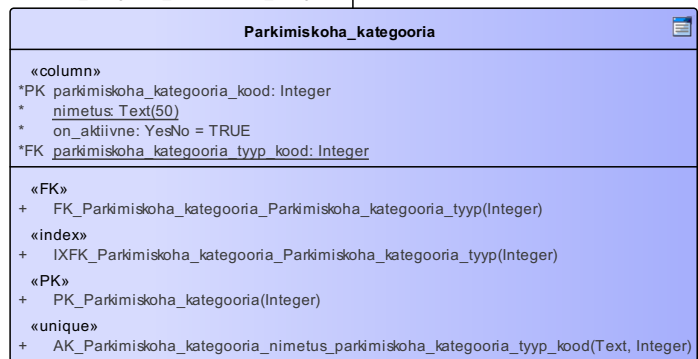 Parkimiskoha_kategooria
«column»
*PK parkimiskoha_kategooria_kood: Integer
* nimetus: Text(50)
* on_aktiivne: YesNo = TRUE
*FK parkimiskoha_kategooria_tyyp_kood: Integer
«FK»
+ FK_Parkimiskoha_kategooria_Parkimiskoha_kategooria_tyyp(Integer)
«index»
+ IXFK_Parkimiskoha_kategooria_Parkimiskoha_kategooria_tyyp(Integer)
«PK»
+ PK_Parkimiskoha_kategooria(Integer)
«unique»
+ AK_Parkimiskoha_kategooria_nimetus_parkimiskoha_kategooria_tyyp_kood(Text, Integer)